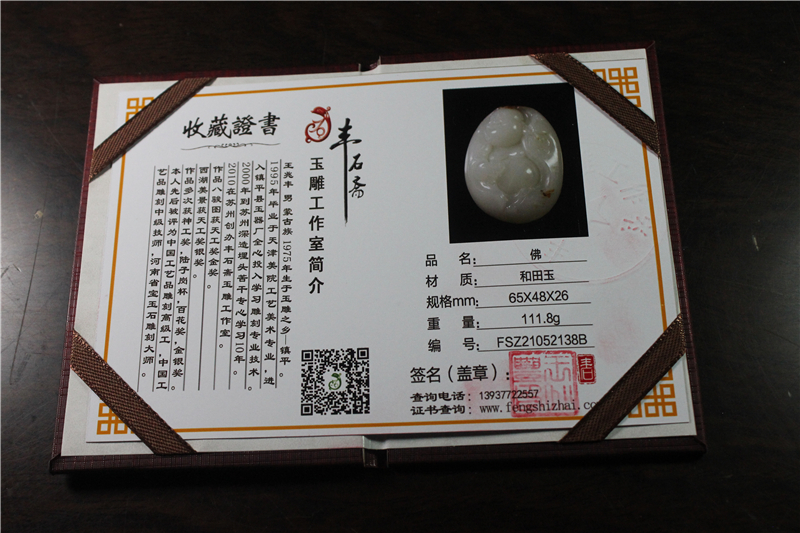 收藏證書
丰石斋
玉雕工作室简介
王兆丰 男 蒙古族 1975年生于玉雕之乡—镇平。
1995年毕业于天津美院工艺美术专业，进
入镇平县玉器厂全心投入学习雕刻专业技术。
2000年到苏州深造埋头苦干专心学习10年。
2010在苏州创办丰石斋玉雕工作室。
作品八骏图获天工奖金奖。
西湖美景获天工奖银奖。
作品多次获神工奖，陆子岗杯，百花奖，金银奖。
本人先后被评为中国工艺品雕刻高级工，中国工
艺品雕刻中级技师，河南省宝玉石雕刻大师。
品 名： 佛
材 质： 和田玉
规格mm： 65X48X26
重 量： 111.8g
编 号： FSZ21052138B
签名（盖章）：
查询电话：13937722557
证书查询：www.fengshizhai.co